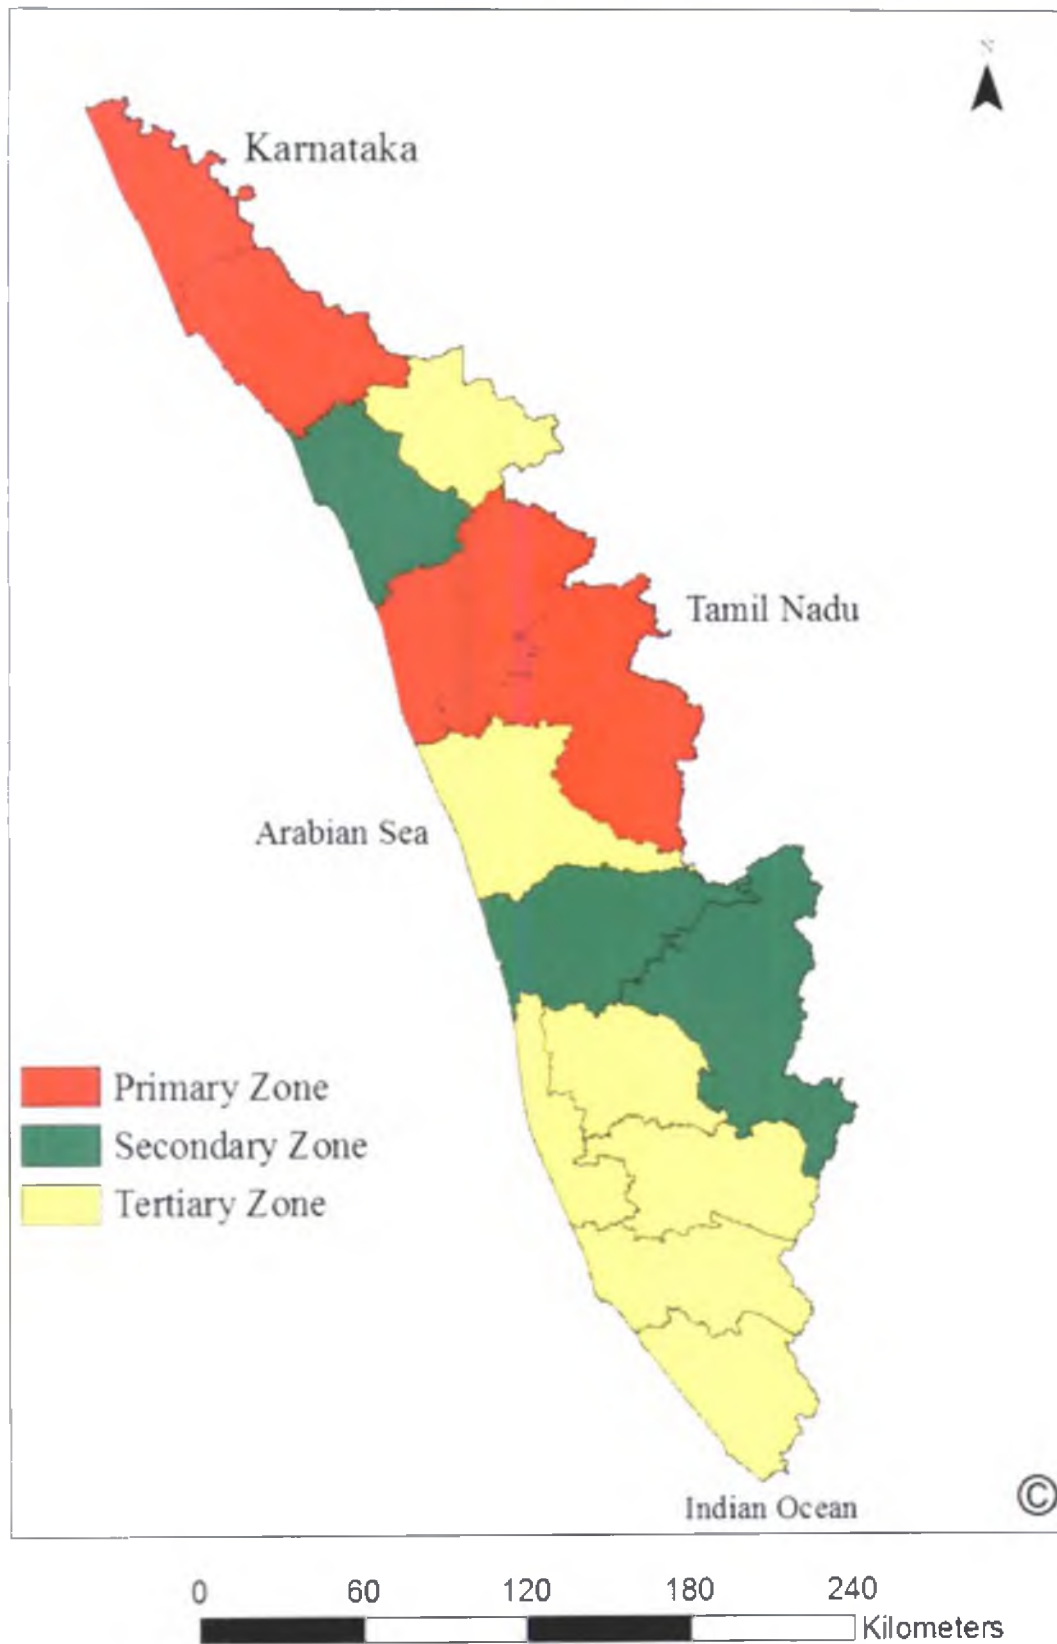 N
Karnataka
Tamil Nadu
Arabian Sea
Primary Zone
Secondary Zone
Tertiary Zone
Indian Ocean
©
0 60 120 180 240
Kilometers